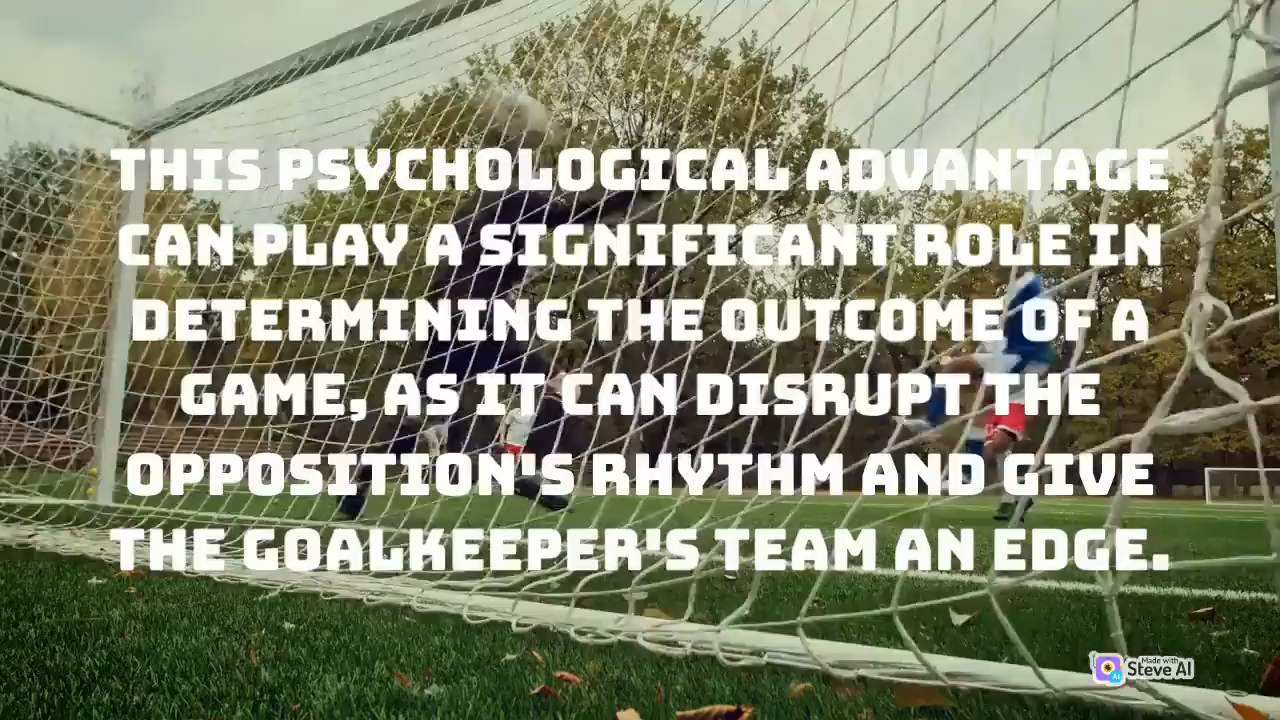 THIS PSYCHOLOGICAL ADVANTAGE
CAN PLAY A SIGNIFICANT ROLE IN
DETERMINING THE OUTCOME OF A
GAME, AS IT CAN DISRUPT THE
OPPOSITION'S RHYTHM AND GIVE
THE GOALKEEPER'S TEAM AN EDGE.
Made with
Steve AI